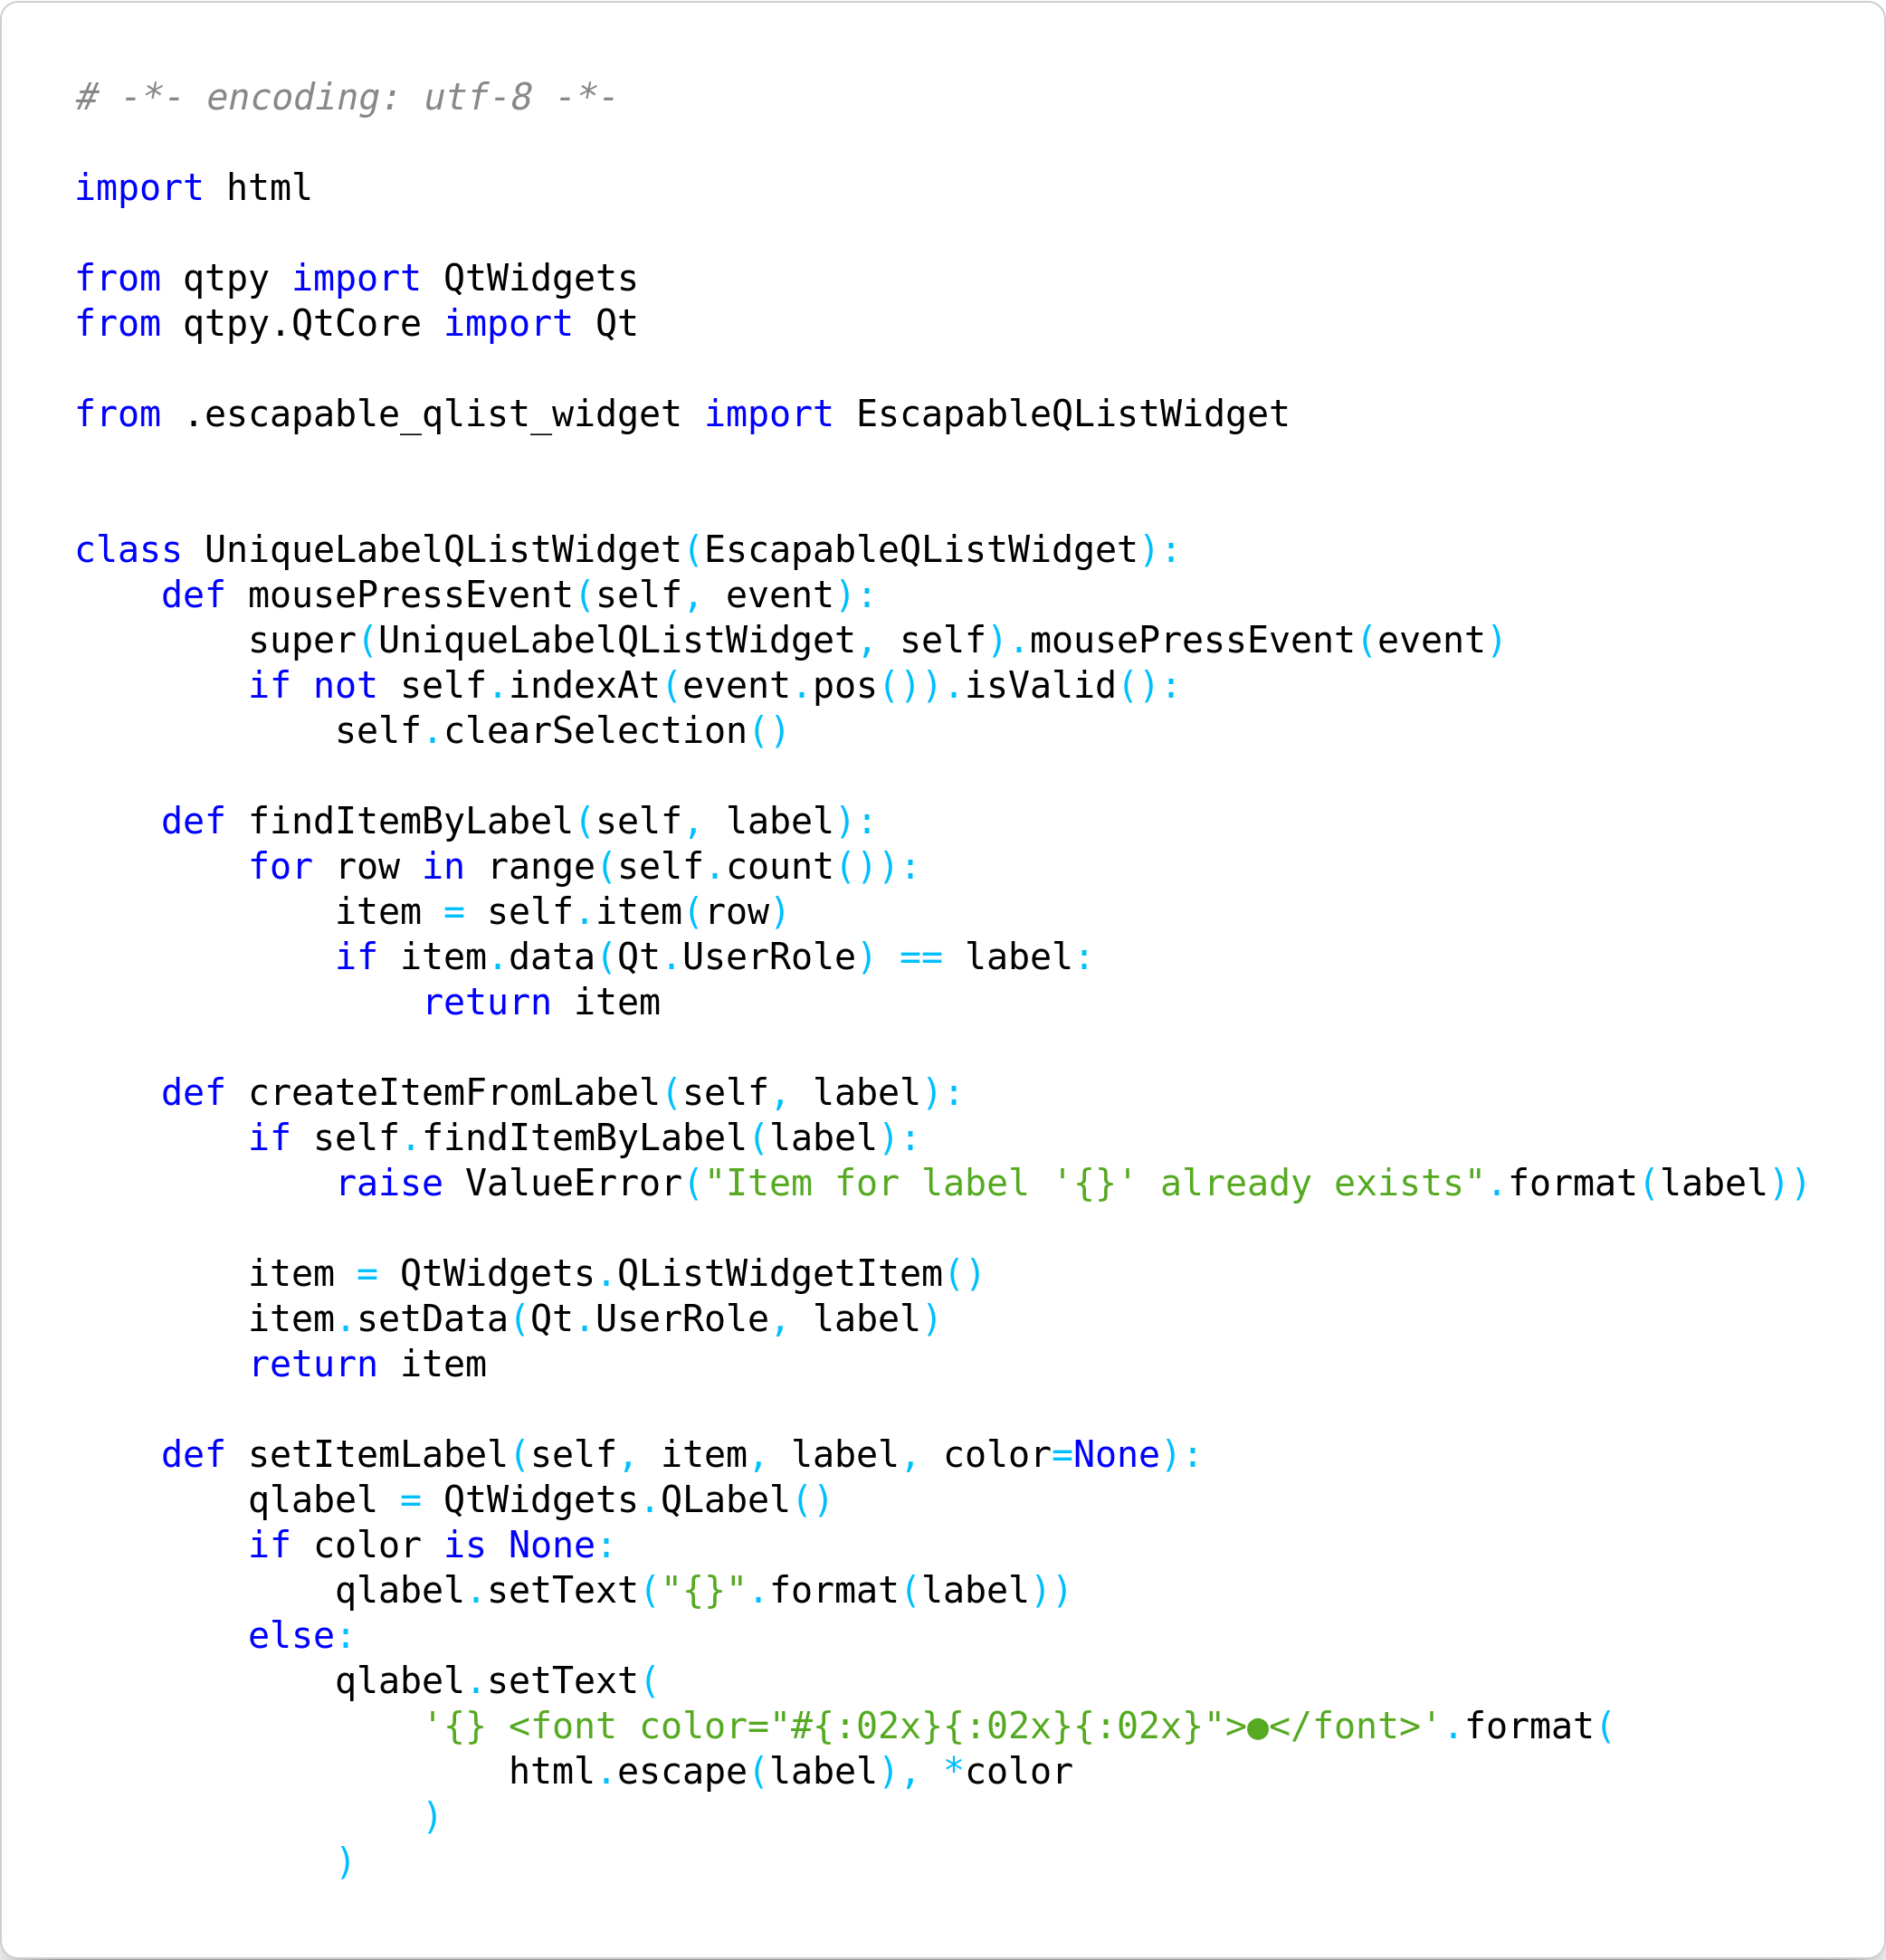 # -*- encoding: utf-8 -*-

import html

from qtpy import QtWidgets
from qtpy.QtCore import Qt

from .escapable_qlist_widget import EscapableQListWidget


class UniqueLabelQListWidget(EscapableQListWidget):
    def mousePressEvent(self, event):
        super(UniqueLabelQListWidget, self).mousePressEvent(event)
        if not self.indexAt(event.pos()).isValid():
            self.clearSelection()

    def findItemByLabel(self, label):
        for row in range(self.count()):
            item = self.item(row)
            if item.data(Qt.UserRole) == label:
                return item

    def createItemFromLabel(self, label):
        if self.findItemByLabel(label):
            raise ValueError("Item for label '{}' already exists".format(label))

        item = QtWidgets.QListWidgetItem()
        item.setData(Qt.UserRole, label)
        return item

    def setItemLabel(self, item, label, color=None):
        qlabel = QtWidgets.QLabel()
        if color is None:
            qlabel.setText("{}".format(label))
        else:
            qlabel.setText(
                '{} <font color="#{:02x}{:02x}{:02x}">●</font>'.format(
                    html.escape(label), *color
                )
            )